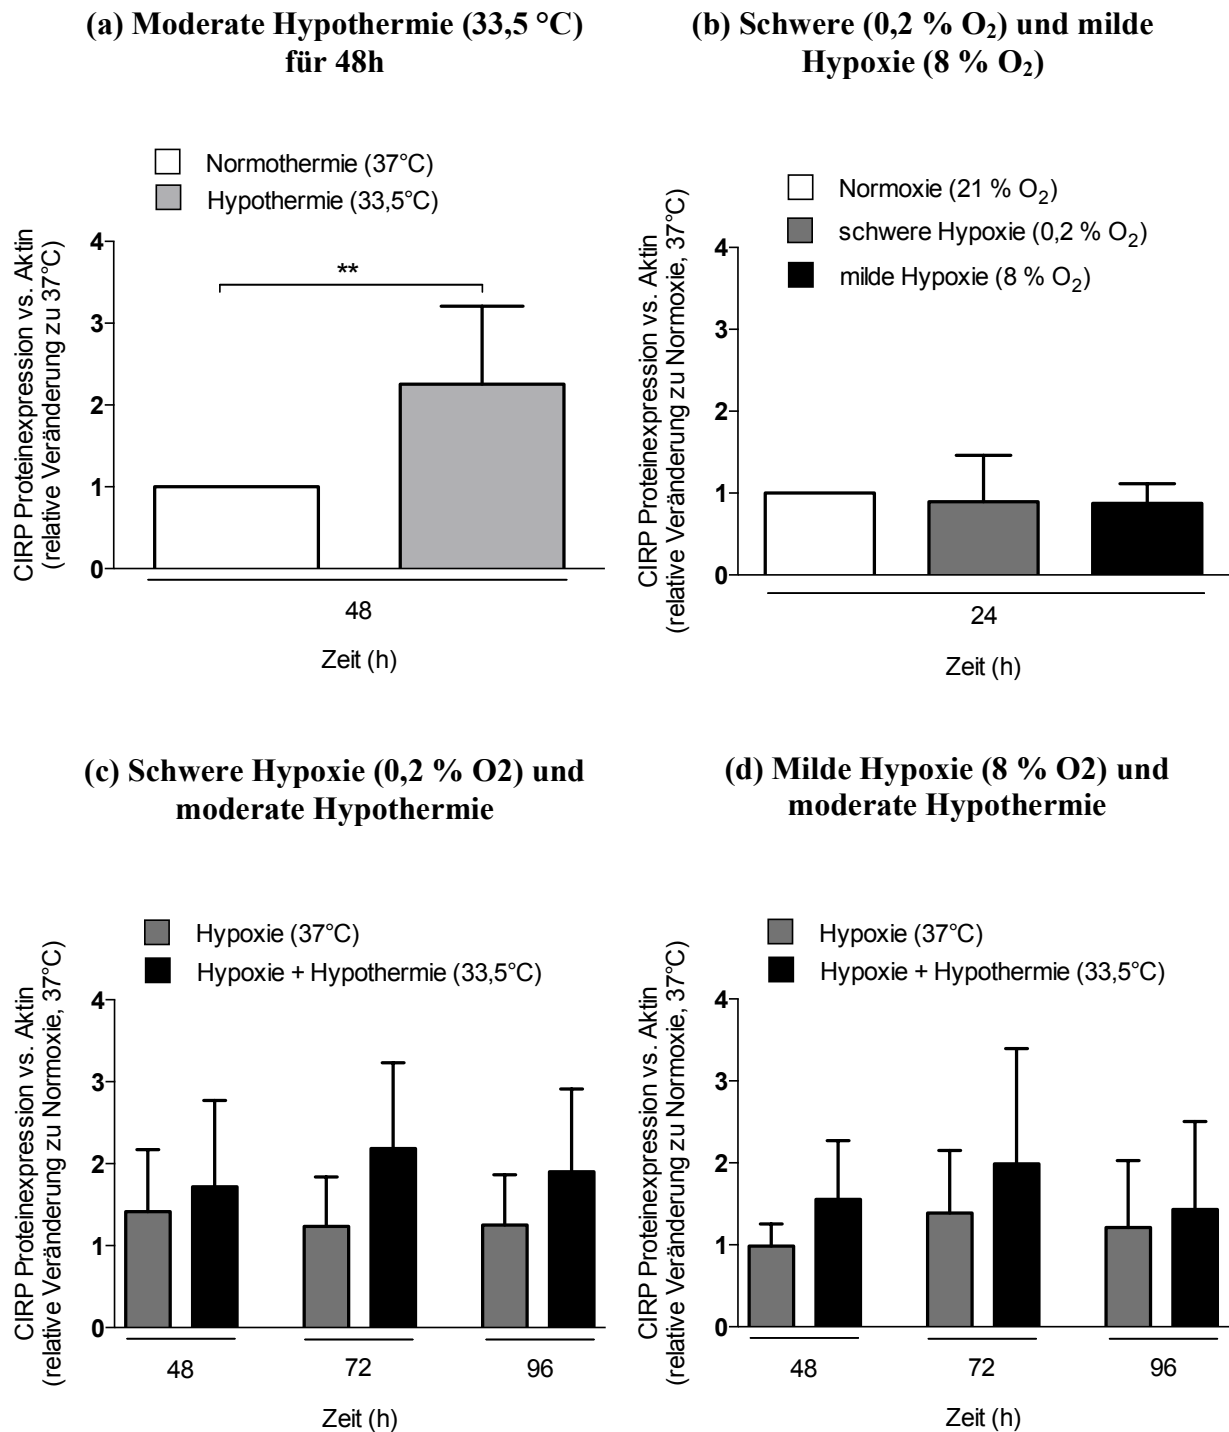 (a) Moderate Hypothermie (33,5 °C)
für 48h
Normothermie (37°C)
Hypothermie (33,5°C)
CIRP Proteinexpression vs. Aktin
(relative Veränderung zu 37°C)
4
3
2
1
0
**
48
Zeit (h)
(b) Schwere (0,2 % O₂) und milde
Hypoxie (8 % O₂)
Normoxie (21 % O₂)
schwere Hypoxie (0,2 % O₂)
milde Hypoxie (8 % O₂)
CIRP Proteinexpression vs. Aktin
(relative Veränderung zu Normoxie, 37°C)
4
3
2
1
0
24
Zeit (h)
(c) Schwere Hypoxie (0,2 % O2) und
moderate Hypothermie
Hypoxie (37°C)
Hypoxie + Hypothermie (33,5°C)
CIRP Proteinexpression vs. Aktin
(relative Veränderung zu Normoxie, 37°C)
4
3
2
1
0
48 72 96
Zeit (h)
(d) Milde Hypoxie (8 % O2) und
moderate Hypothermie
Hypoxie (37°C)
Hypoxie + Hypothermie (33,5°C)
CIRP Proteinexpression vs. Aktin
(relative Veränderung zu Normoxie, 37°C)
4
3
2
1
0
48 72 96
Zeit (h)